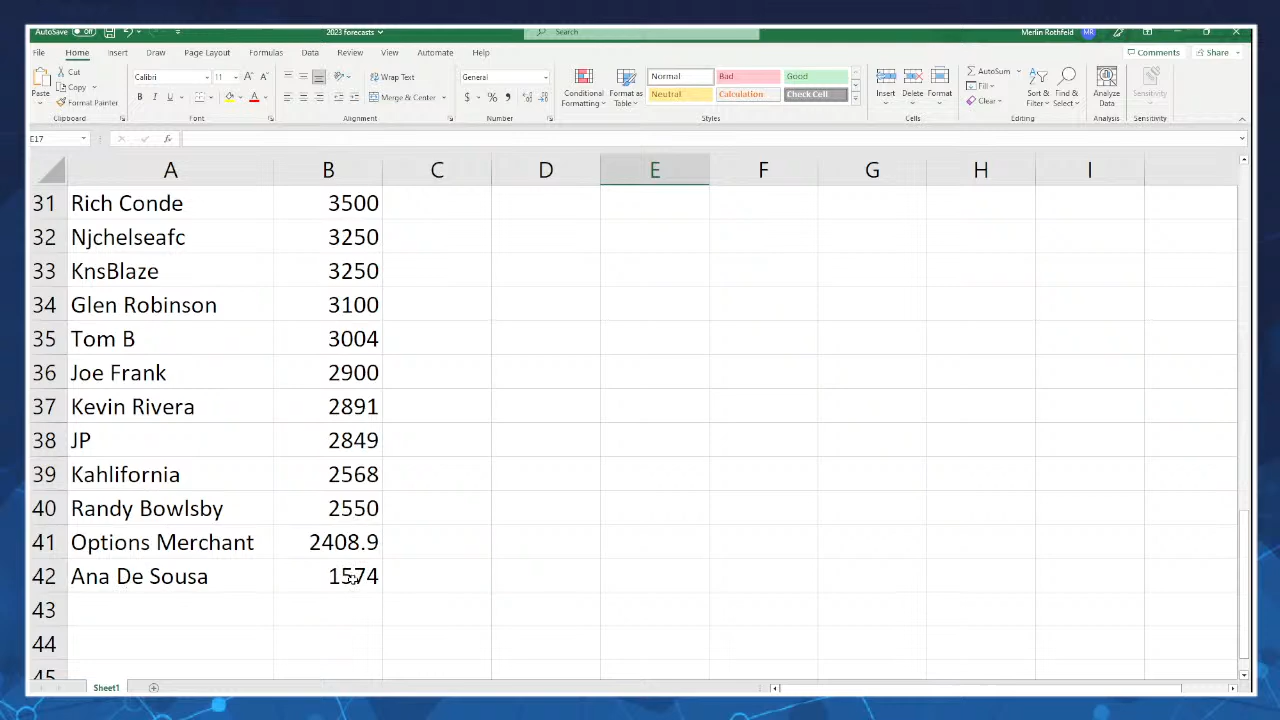 AutoSave Off 2023 forecasts Search Merlin Rothfeld MR
File Home Insert Draw Page Layout Formulas Data Review View Automate Help Comments Share
Paste Cut Copy Format Painter Clipboard
Calibri 11 A A B I U A Font
Wrap Text Merge & Center Alignment
General $ % , Number
Conditional Formatting Format as Table Normal Bad Good Neutral Calculation Check Cell Styles
Insert Delete Format Cells
AutoSum Fill Clear Sort & Filter Find & Select Editing
Analyze Data Analysis
Sensitivity Sensitivity
E17 fx
A B C D E F G H I
31 Rich Conde 3500
32 Njchelseafc 3250
33 KnsBlaze 3250
34 Glen Robinson 3100
35 Tom B 3004
36 Joe Frank 2900
37 Kevin Rivera 2891
38 JP 2849
39 Kahlifornia 2568
40 Randy Bowlsby 2550
41 Options Merchant 2408.9
42 Ana De Sousa 1574
43
44
45
Sheet1